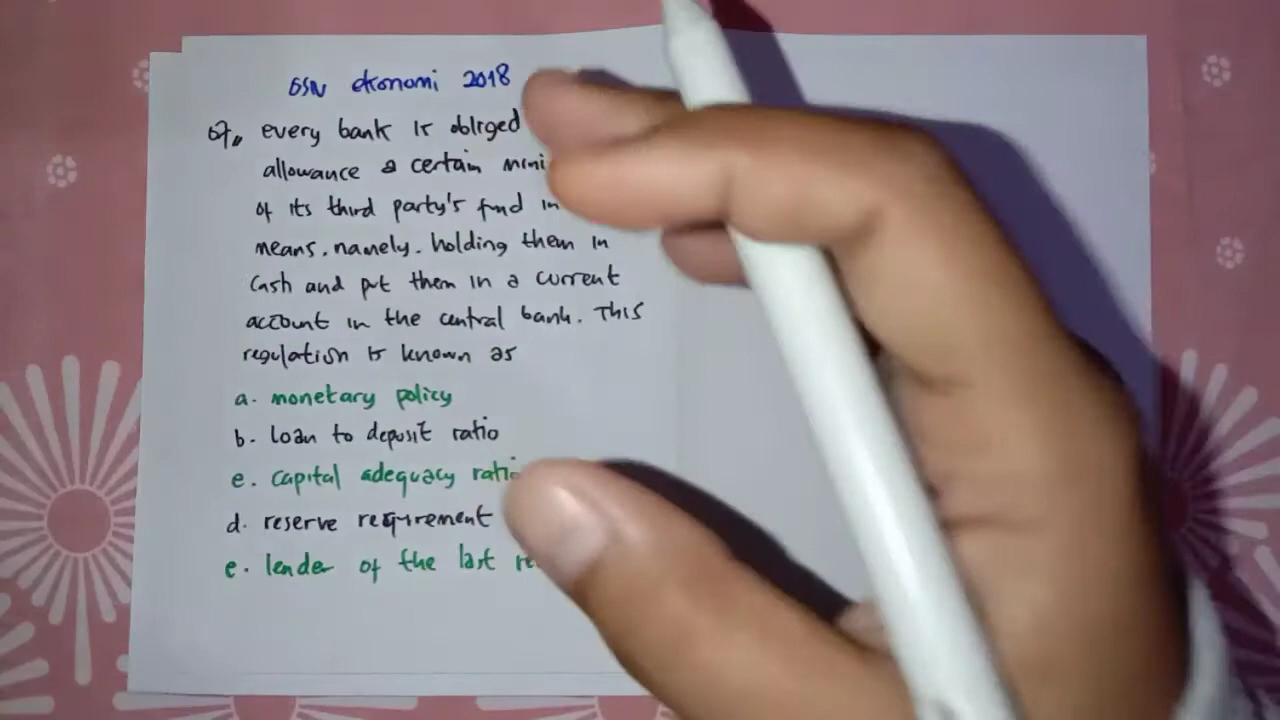 OSN ekonomi 2018
67,, every bank is obliged
allowance a certain mini
of its third party's fund in
means, namely. holding them in
cash and put them in a current
account in the central bank. This
regulation is known as
a. monetary policy
b. loan to deposit ratio
e. capital adequacy ratio
d. reserve requirement
e. lender of the last re